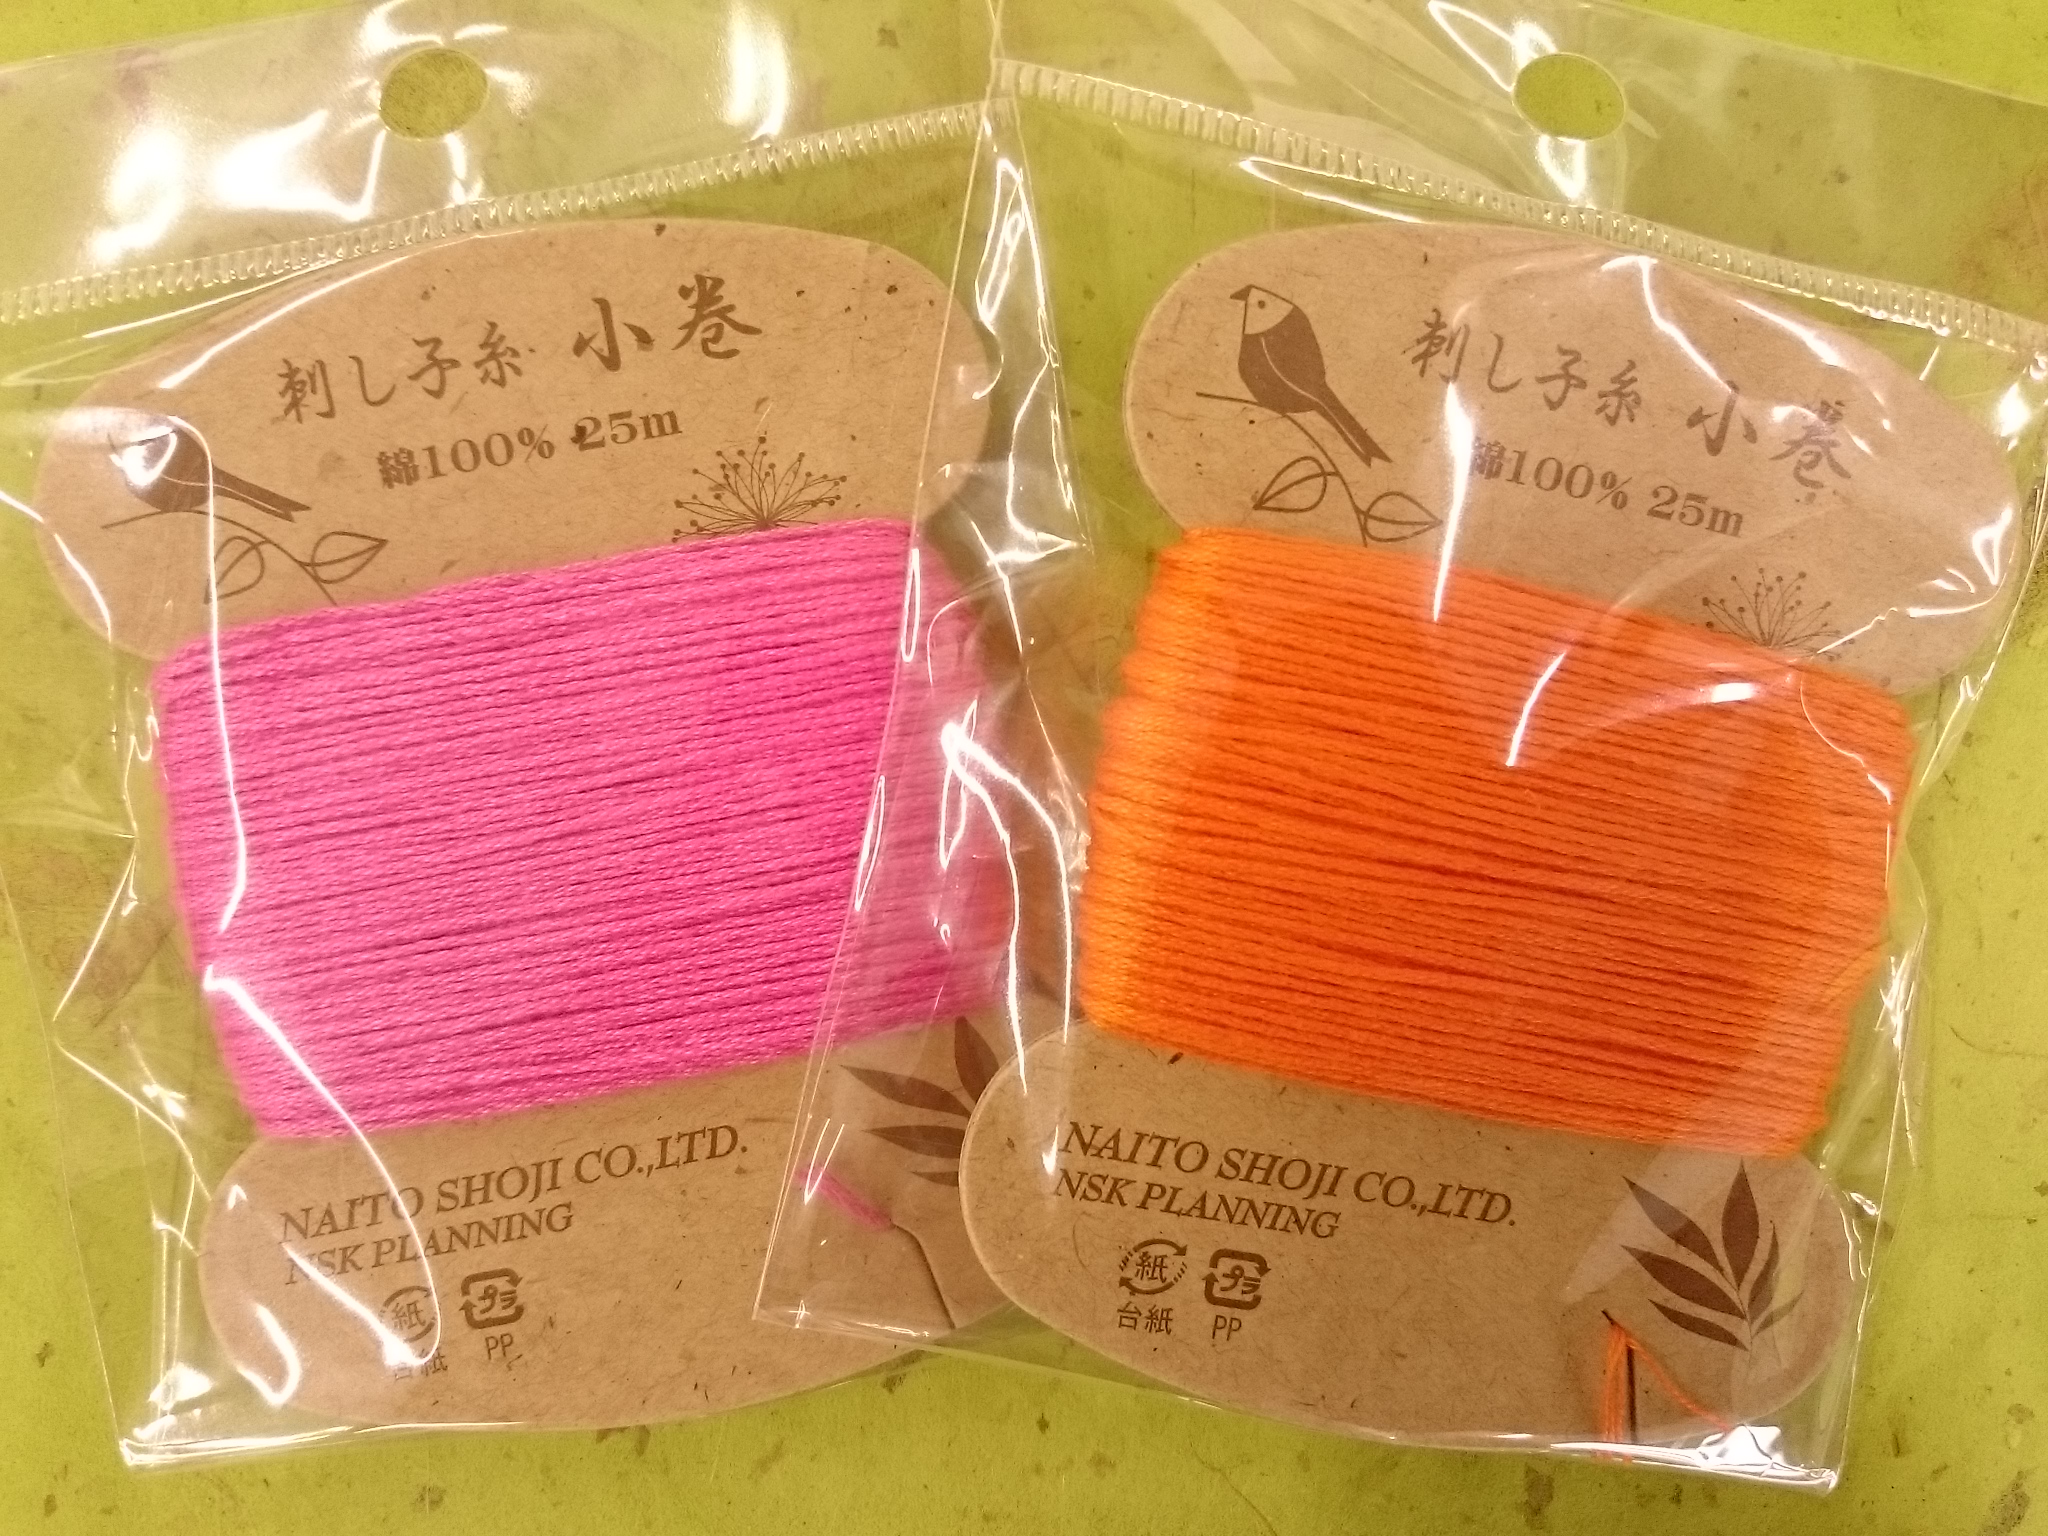 刺し子糸 小巻
綿100% 25m
NAITO SHOJI CO.,LTD.
NSK PLANNING
紙 プラ
台紙 PP
刺し子糸 小巻
綿100% 25m
NAITO SHOJI CO.,LTD.
NSK PLANNING
紙 プラ
台紙 PP